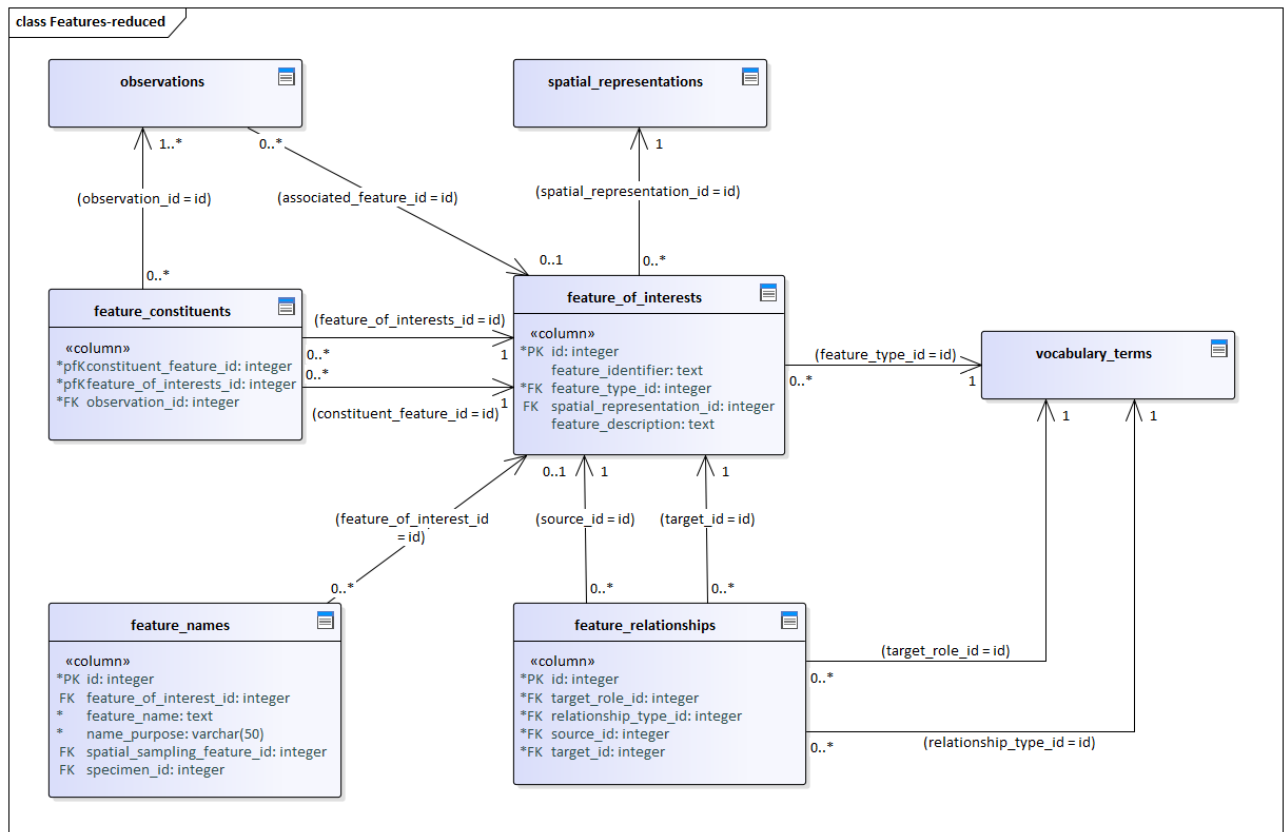 class Features-reduced
observations
spatial_representations
1..*
0..*
1
(observation_id = id)
(associated_feature_id = id)
(spatial_representation_id = id)
0..*
0..1
0..*
feature_constituents
«column»
*pfK constituent_feature_id: integer
*pfK feature_of_interests_id: integer
*FK observation_id: integer
(feature_of_interests_id = id)
0..*
1
0..*
1
(constituent_feature_id = id)
feature_of_interests
«column»
*PK id: integer
feature_identifier: text
*FK feature_type_id: integer
FK spatial_representation_id: integer
feature_description: text
(feature_type_id = id)
0..*
1
vocabulary_terms
1
1
0..1
1
1
(feature_of_interest_id
= id)
(source_id = id)
(target_id = id)
0..*
0..*
0..*
feature_names
«column»
*PK id: integer
FK feature_of_interest_id: integer
* feature_name: text
* name_purpose: varchar(50)
FK spatial_sampling_feature_id: integer
FK specimen_id: integer
feature_relationships
«column»
*PK id: integer
*FK target_role_id: integer
*FK relationship_type_id: integer
*FK source_id: integer
*FK target_id: integer
(target_role_id = id)
0..*
0..*
(relationship_type_id = id)